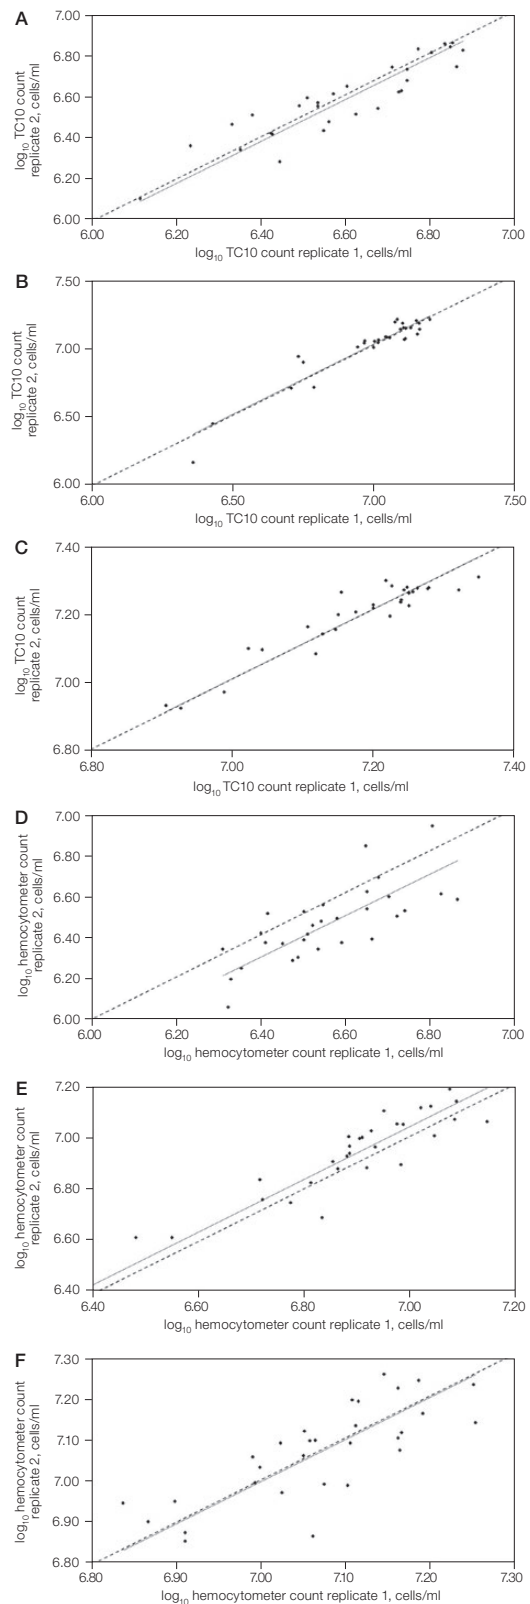 A
7.00
6.80
6.60
6.40
6.20
6.00
log10 TC10 count
replicate 2, cells/ml
6.00 6.20 6.40 6.60 6.80 7.00
log10 TC10 count replicate 1, cells/ml
B
7.50
7.00
6.50
6.00
log10 TC10 count
replicate 2, cells/ml
6.00 6.50 7.00 7.50
log10 TC10 count replicate 1, cells/ml
C
7.40
7.20
7.00
6.80
log10 TC10 count
replicate 2, cells/ml
6.80 7.00 7.20 7.40
log10 TC10 count replicate 1, cells/ml
D
7.00
6.80
6.60
6.40
6.20
6.00
log10 hemocytometer count
replicate 2, cells/ml
6.00 6.20 6.40 6.60 6.80 7.00
log10 hemocytometer count replicate 1, cells/ml
E
7.20
7.00
6.80
6.60
6.40
log10 hemocytometer count
replicate 2, cells/ml
6.40 6.60 6.80 7.00 7.20
log10 hemocytometer count replicate 1, cells/ml
F
7.30
7.20
7.10
7.00
6.90
6.80
log10 hemocytometer count
replicate 2, cells/ml
6.80 6.90 7.00 7.10 7.20 7.30
log10 hemocytometer count replicate 1, cells/ml